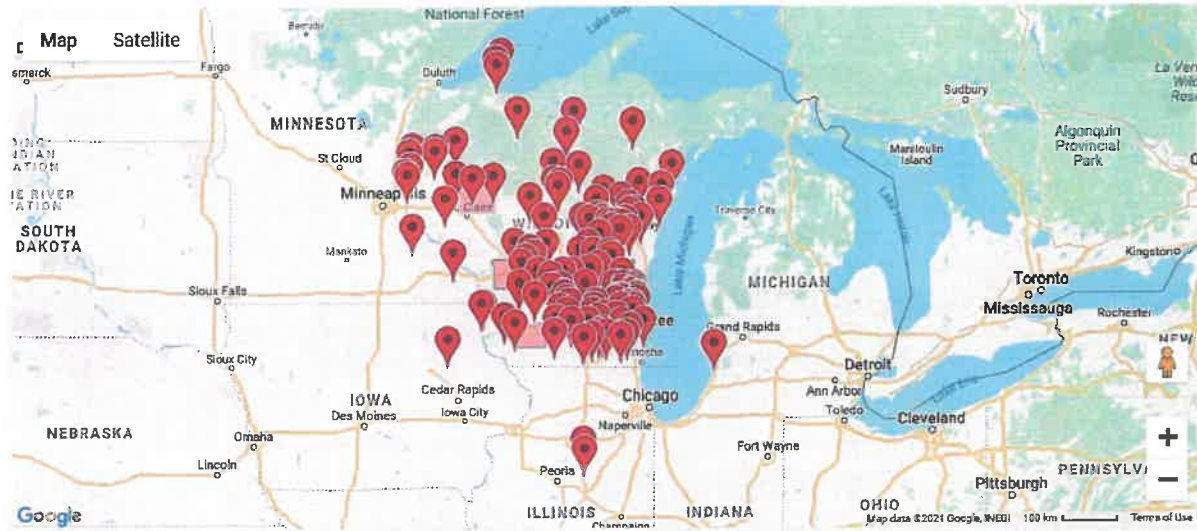 National Forest
Map
Satellite
Fargo
Duluth
Sudbury
MINNESOTA
St Cloud
Manitoulin
Island
Algonquin
Provincial
Park
SOUTH
DAKOTA
Mankato
Traverse City
Lake Michigan
Kingston
Toronto
Mississauga
MICHIGAN
Sioux Falls
Rochester
Grand Rapids
Sioux City
Detroit
Ann Arbor
Cedar Rapids
Chicago
Toledo
Cleveland
IOWA
Iowa City
Des Moines
Naperville
NEBRASKA
Omaha
Fort Wayne
Lincoln
Peoria
Pittsburgh
OHIO
ILLINOIS
INDIANA
Google
Map data ©2021 Google, INEGI
100 km
Terms of Use